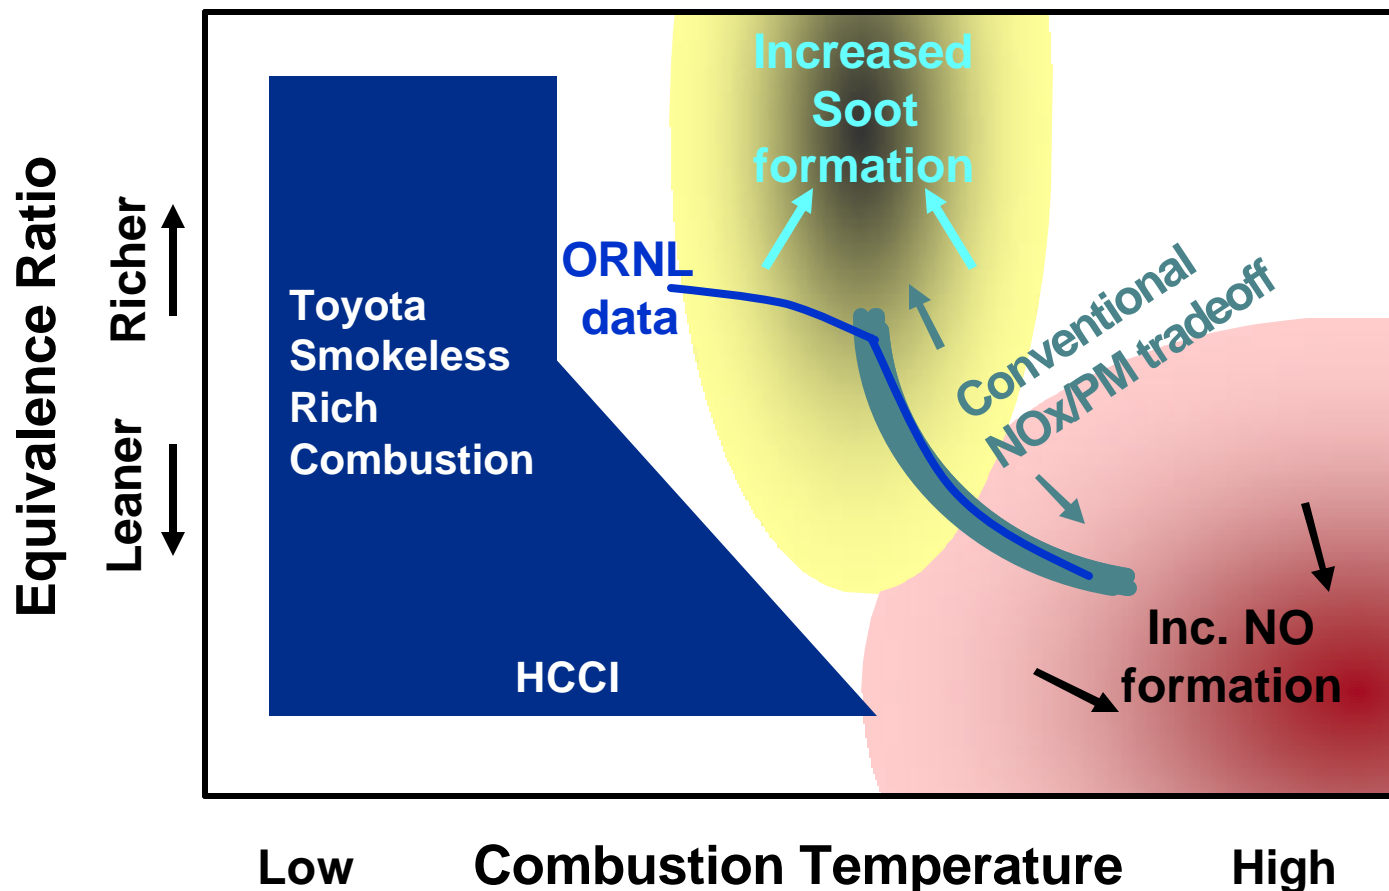 Equivalence Ratio
Richer
Leaner
Increased
Soot
formation
ORNL
data
Toyota
Smokeless
Rich
Combustion
Conventional
NOx/PM tradeoff
HCCI
Inc. NO
formation
Low
Combustion Temperature
High